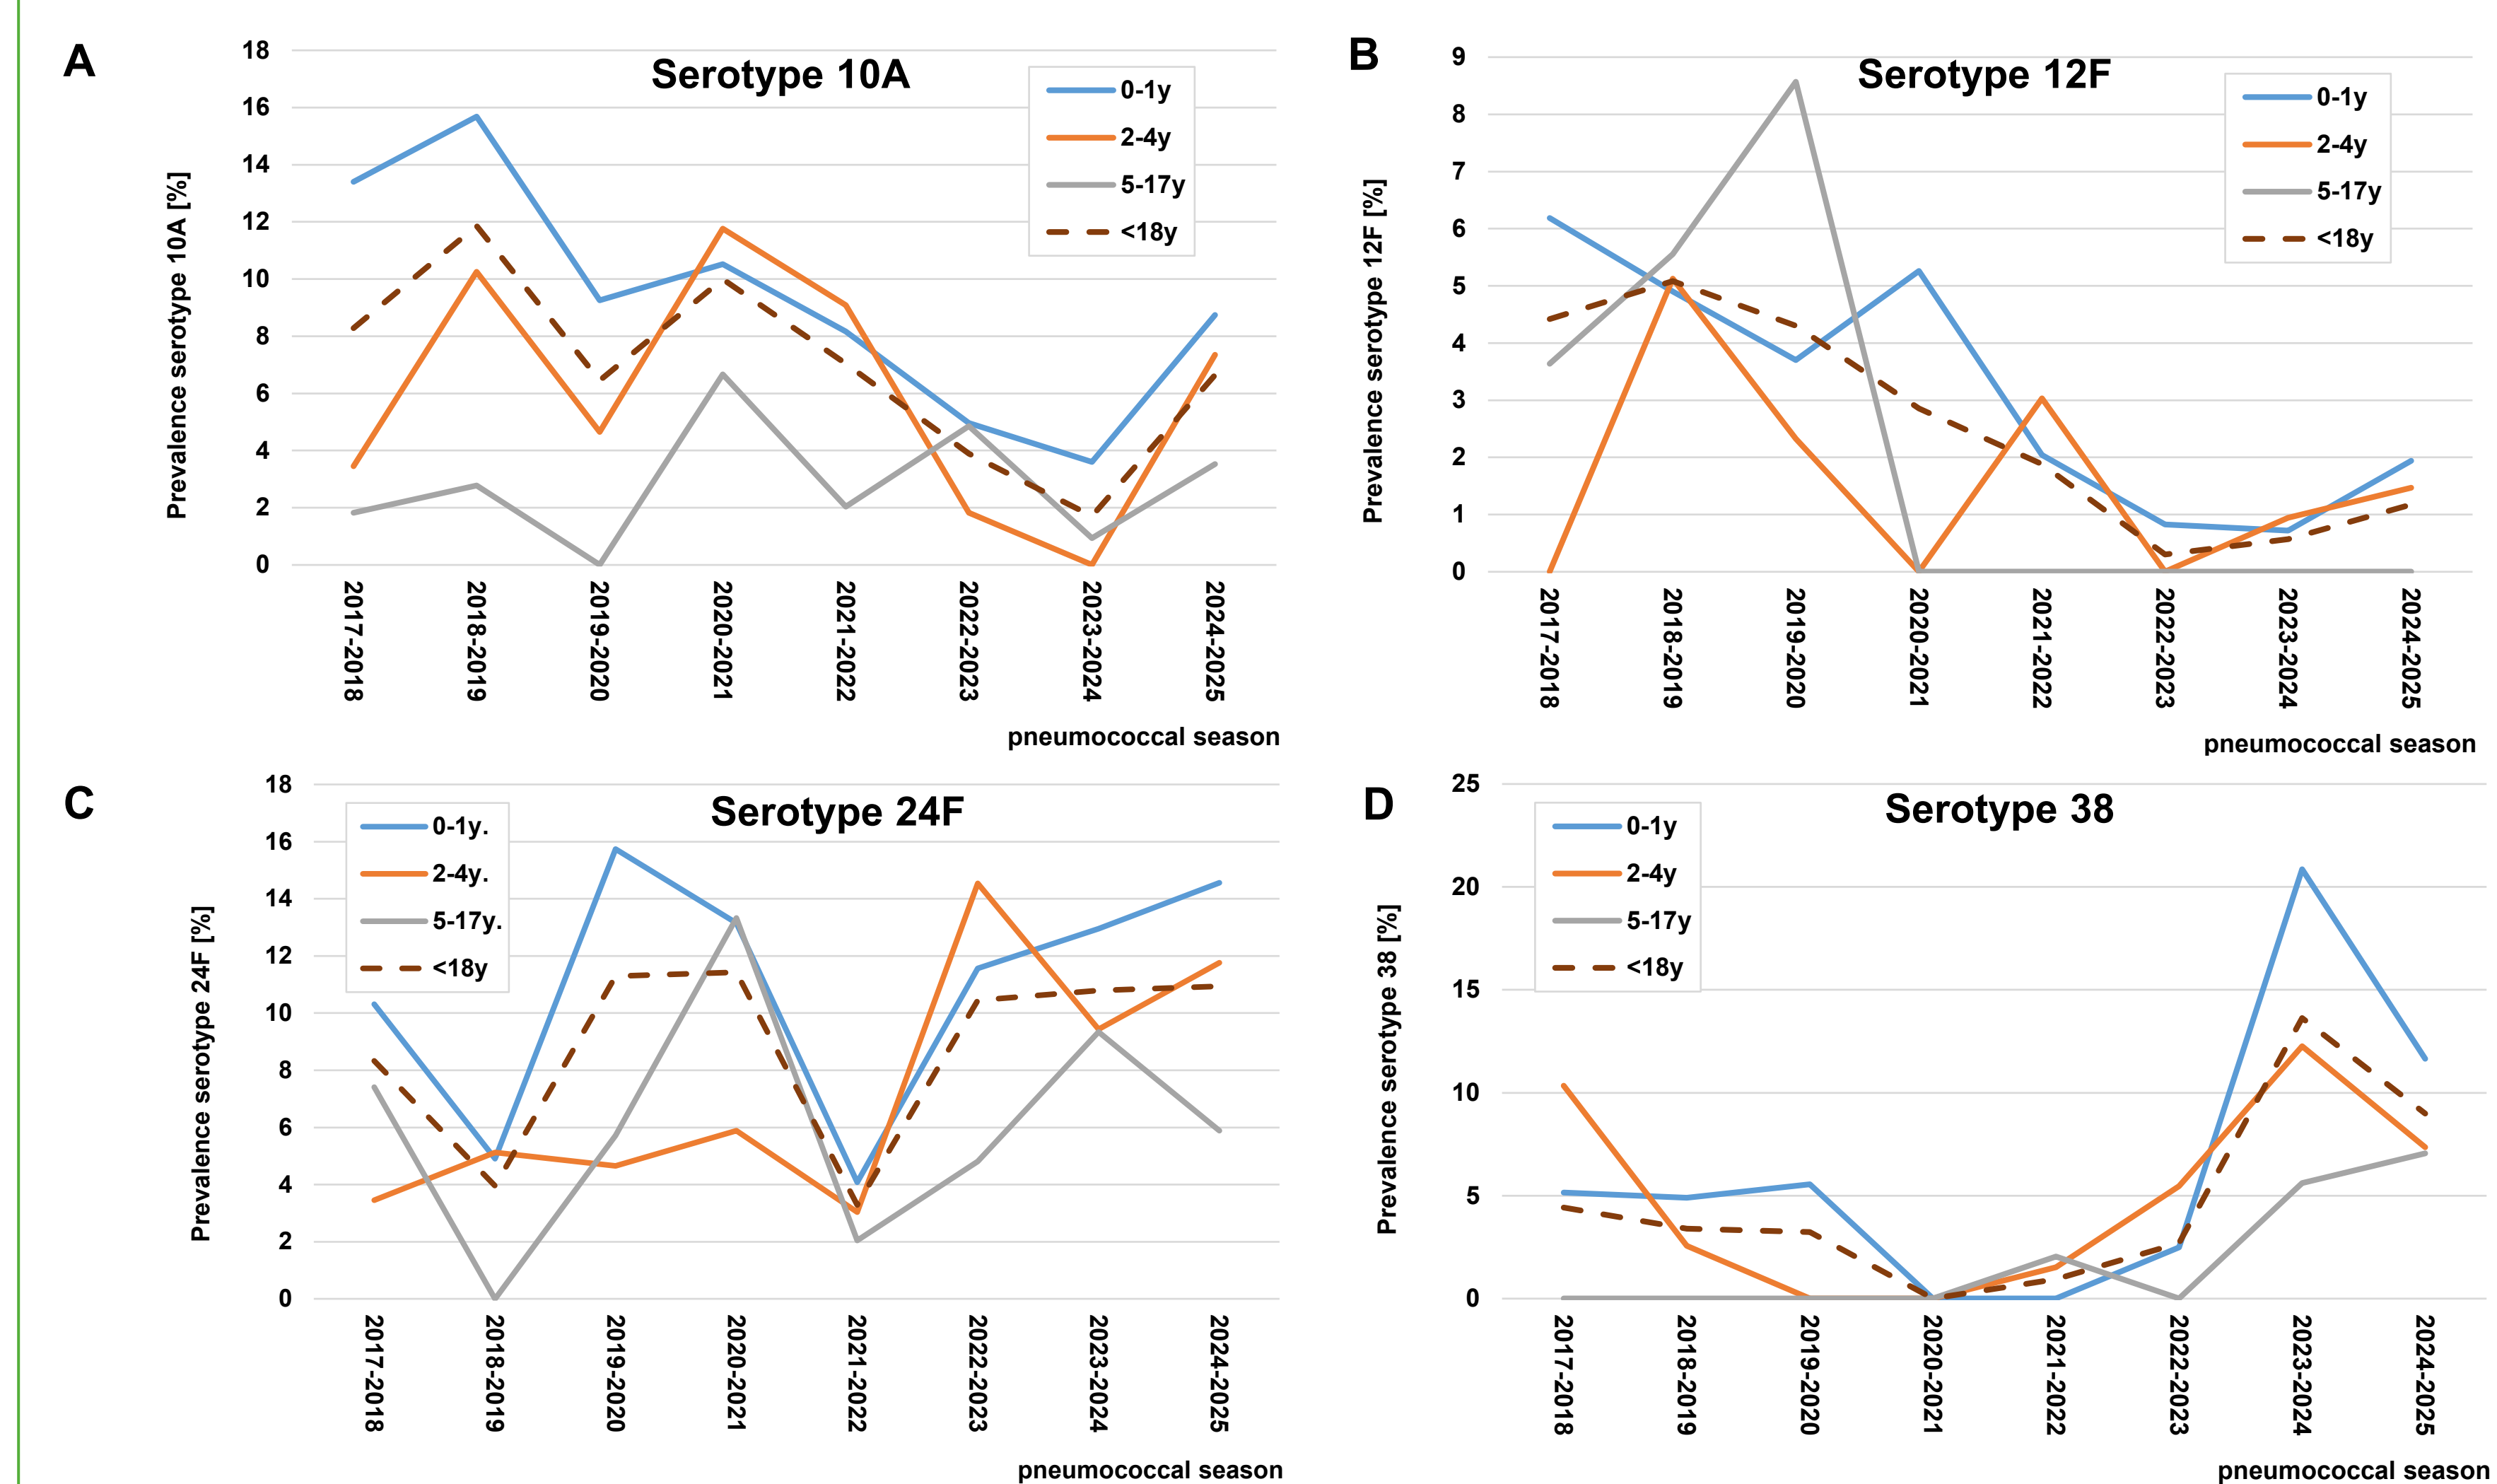 A
Serotype 10A
Prevalence serotype 10A [%]
18
16
14
12
10
8
6
4
2
0
0-1y
2-4y
5-17y
<18y
2017-2018
2018-2019
2019-2020
2020-2021
2021-2022
2022-2023
2023-2024
2024-2025
pneumococcal season
B
Serotype 12F
Prevalence serotype 12F [%]
9
8
7
6
5
4
3
2
1
0
0-1y
2-4y
5-17y
<18y
2017-2018
2018-2019
2019-2020
2020-2021
2021-2022
2022-2023
2023-2024
2024-2025
pneumococcal season
C
Serotype 24F
Prevalence serotype 24F [%]
18
16
14
12
10
8
6
4
2
0
0-1y.
2-4y.
5-17y.
<18y
2017-2018
2018-2019
2019-2020
2020-2021
2021-2022
2022-2023
2023-2024
2024-2025
pneumococcal season
D
Serotype 38
Prevalence serotype 38 [%]
25
20
15
10
5
0
0-1y
2-4y
5-17y
<18y
2017-2018
2018-2019
2019-2020
2020-2021
2021-2022
2022-2023
2023-2024
2024-2025
pneumococcal season